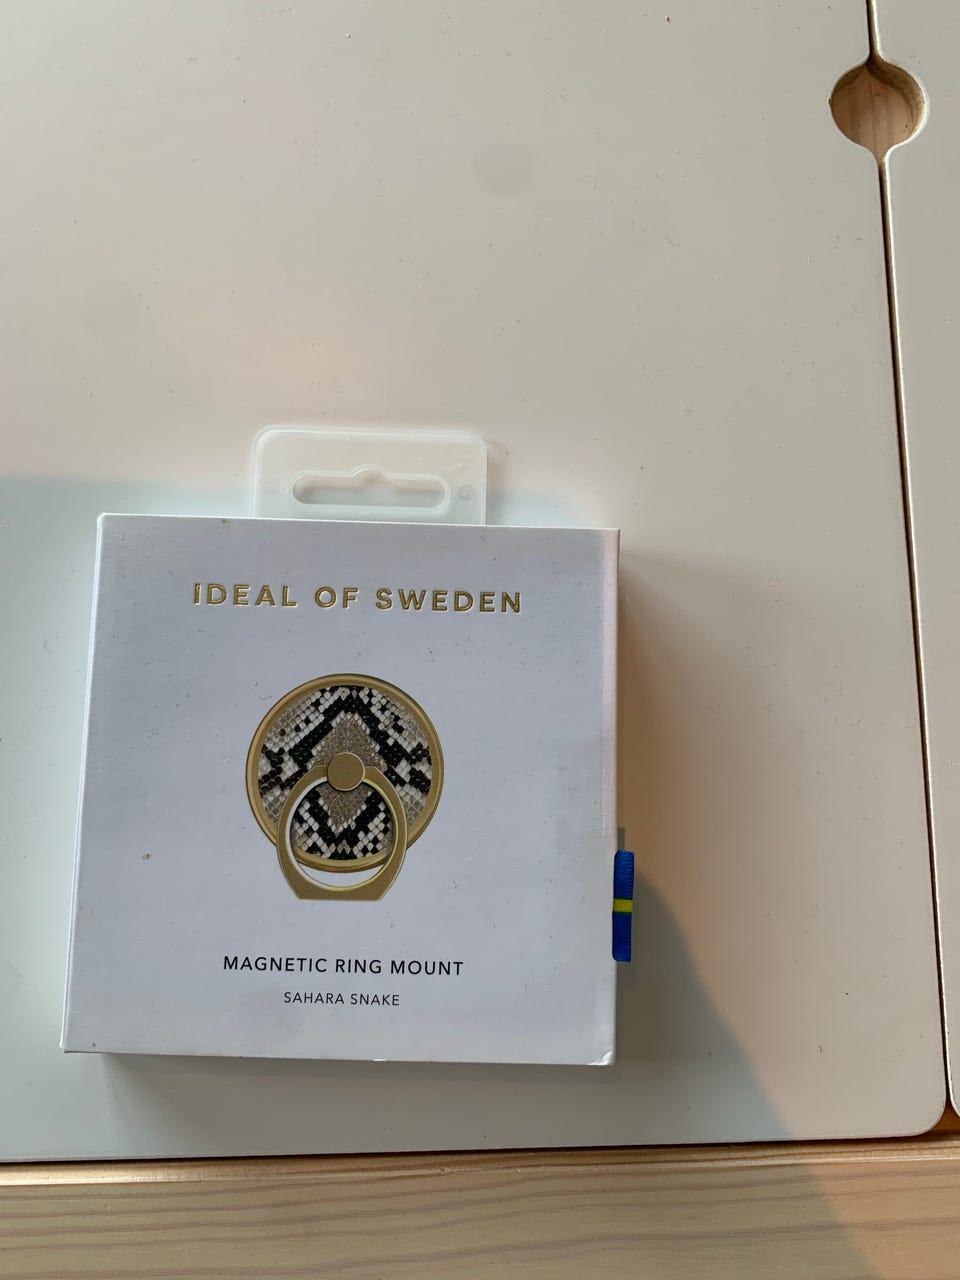 IDEAL OF SWEDEN
MAGNETIC RING MOUNT
SAHARA SNAKE